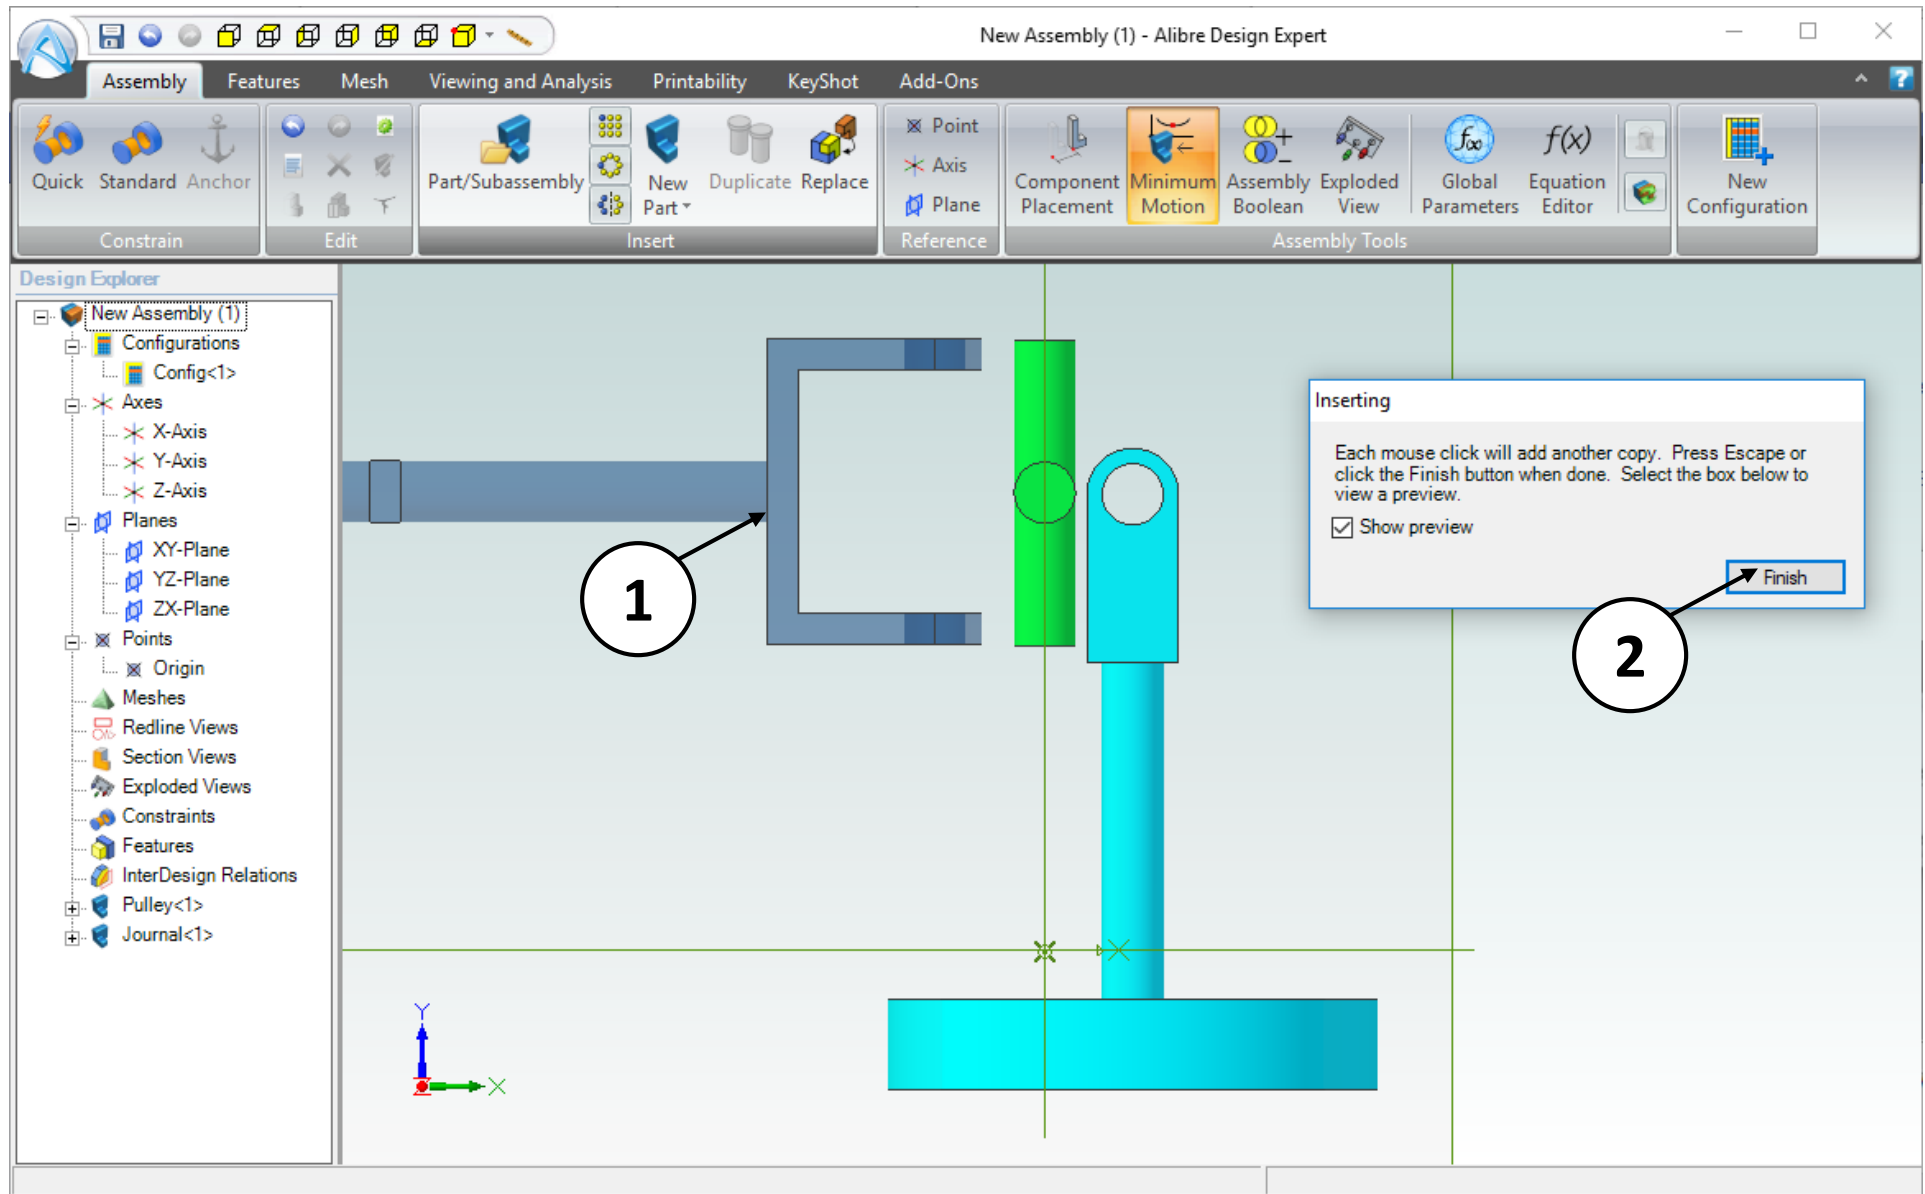 New Assembly (1) - Alibre Design Expert
Assembly Features Mesh Viewing and Analysis Printability KeyShot Add-Ons
?
Quick Standard Anchor
Constrain
Edit
Part/Subassembly
New Part
Duplicate
Replace
Insert
Point
Axis
Plane
Reference
Component Placement
Minimum Motion
Assembly Boolean
Exploded View
Global Parameters
f(x)
Equation Editor
Assembly Tools
New Configuration
Design Explorer
New Assembly (1)
Configurations
Config<1>
Axes
X-Axis
Y-Axis
Z-Axis
Planes
XY-Plane
YZ-Plane
ZX-Plane
Points
Origin
Meshes
Redline Views
Section Views
Exploded Views
Constraints
Features
InterDesign Relations
Pulley<1>
Journal<1>
1
Inserting
Each mouse click will add another copy. Press Escape or
click the Finish button when done. Select the box below to
view a preview.
Show preview
Finish
2
Y
X
Z